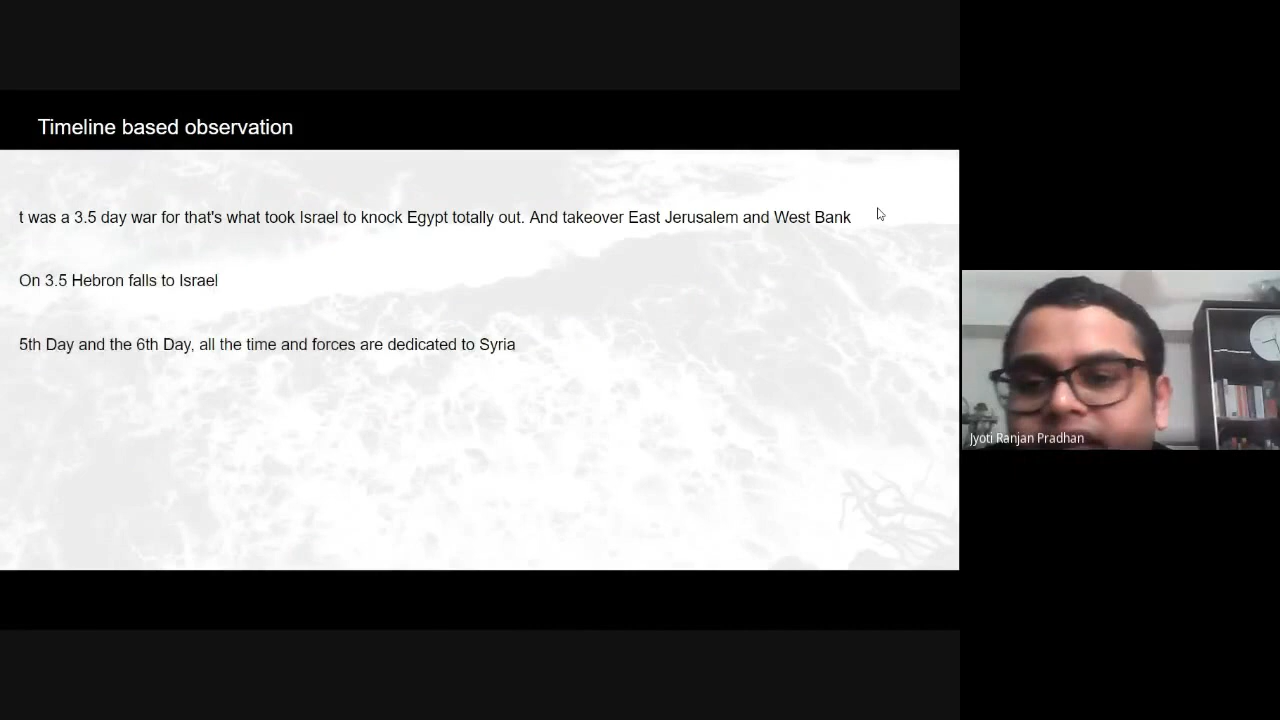 Timeline based observation
t was a 3.5 day war for that's what took Israel to knock Egypt totally out. And takeover East Jerusalem and West Bank
On 3.5 Hebron falls to Israel
5th Day and the 6th Day, all the time and forces are dedicated to Syria
Jyoti Ranjan Pradhan